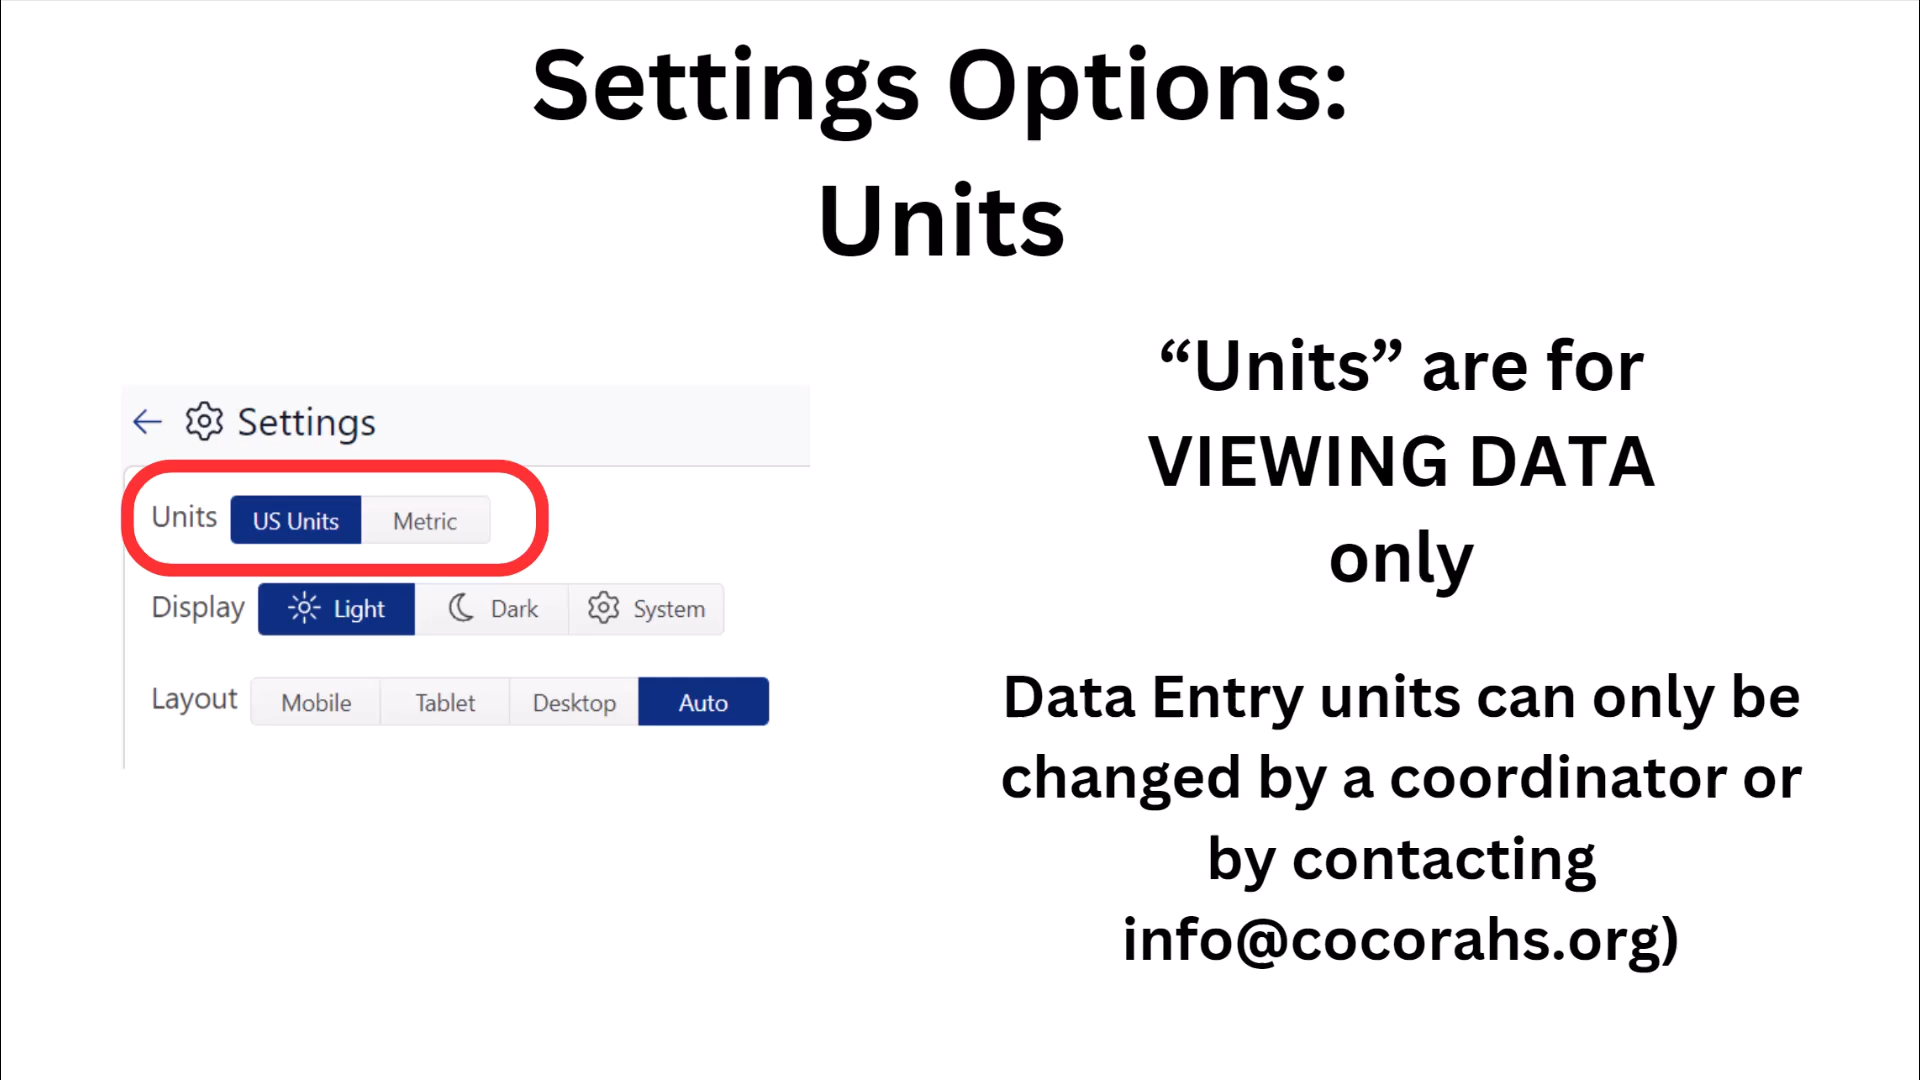 Settings Options:
Units
Settings
Units US Units Metric
Display Light Dark System
Layout Mobile Tablet Desktop Auto
“Units” are for
VIEWING DATA
only
Data Entry units can only be
changed by a coordinator or
by contacting
info@cocorahs.org)